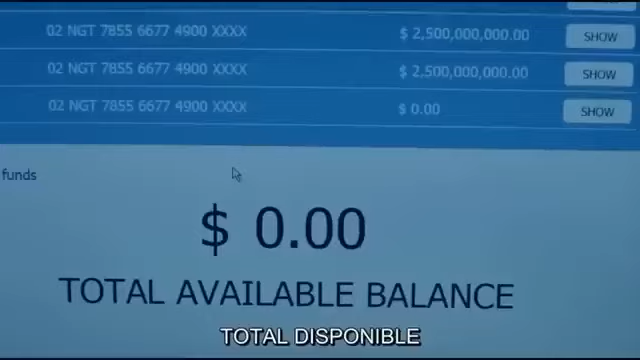 02 NGT 7855 6677 4900 XXXX $ 2,500,000,000.00 SHOW
02 NGT 7855 6677 4900 XXXX $ 2,500,000,000.00 SHOW
02 NGT 7855 6677 4900 XXXX $ 0.00 SHOW
funds
$ 0.00
TOTAL AVAILABLE BALANCE
TOTAL DISPONIBLE